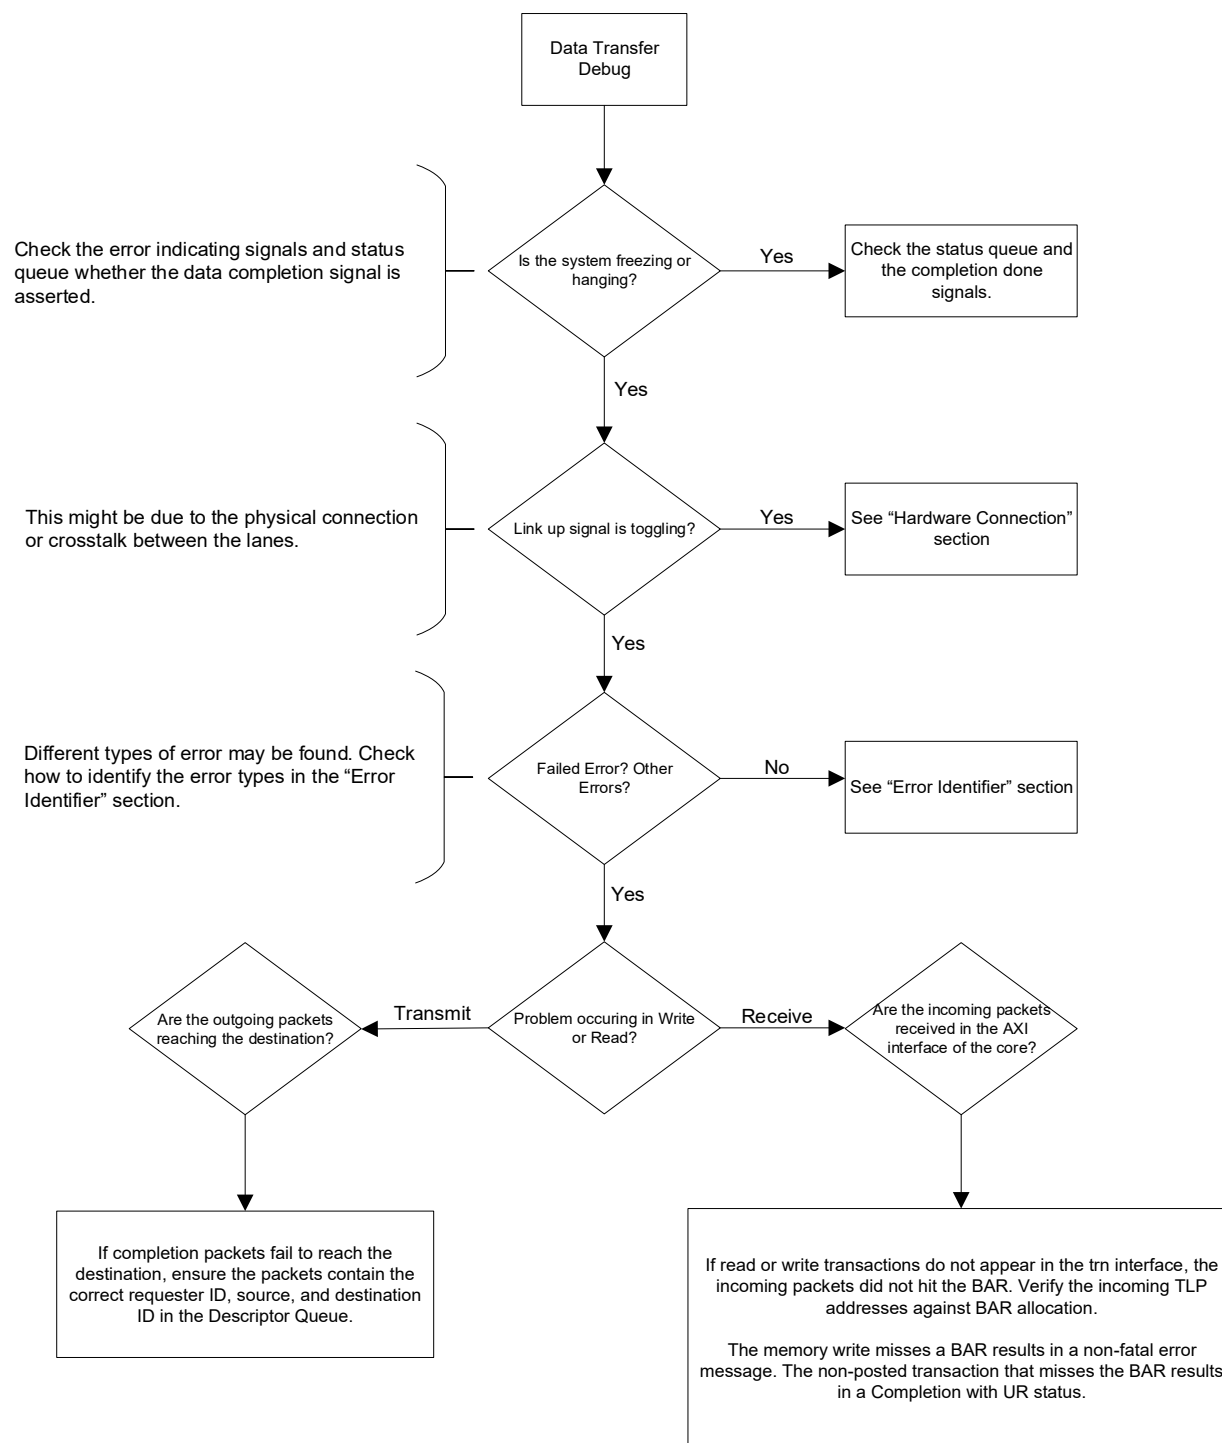 Data Transfer
Debug
Check the error indicating signals and status
queue whether the data completion signal is
asserted.
Is the system freezing or
hanging?
Yes
Check the status queue and
the completion done
signals.
Yes
This might be due to the physical connection
or crosstalk between the lanes.
Link up signal is toggling?
Yes
See “Hardware Connection”
section
Yes
Different types of error may be found. Check
how to identify the error types in the “Error
Identifier” section.
Failed Error? Other
Errors?
No
See “Error Identifier” section
Yes
Are the outgoing packets
reaching the destination?
Transmit
Problem occuring in Write
or Read?
Receive
Are the incoming packets
received in the AXI
interface of the core?
If completion packets fail to reach the
destination, ensure the packets contain the
correct requester ID, source, and destination
ID in the Descriptor Queue.
If read or write transactions do not appear in the trn interface, the
incoming packets did not hit the BAR. Verify the incoming TLP
addresses against BAR allocation.
The memory write misses a BAR results in a non-fatal error
message. The non-posted transaction that misses the BAR results
in a Completion with UR status.